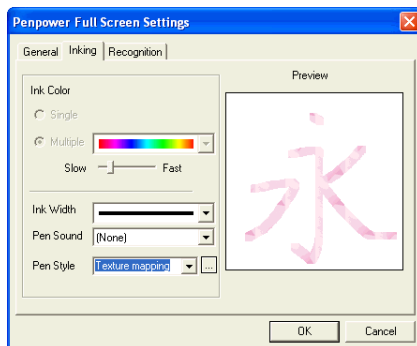 Penpower Full Screen Settings
General Inking Recognition
Ink Color
Single
Multiple
Slow Fast
Ink Width
Pen Sound (None)
Pen Style Texture mapping ...
Preview
永
OK Cancel